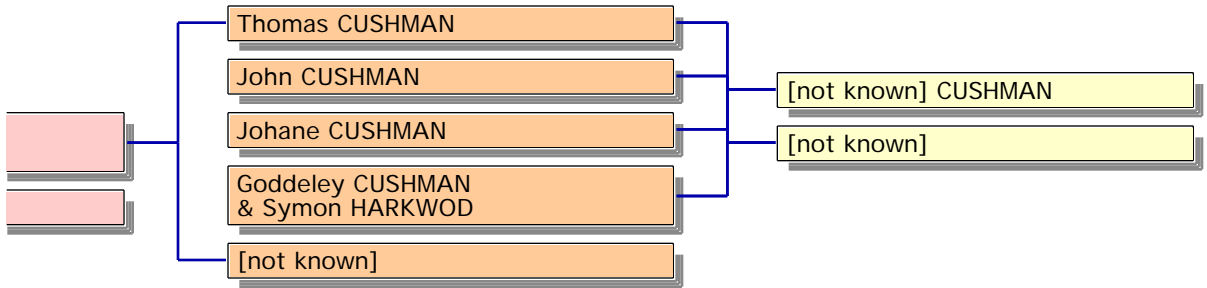 Thomas CUSHMAN
John CUSHMAN
Johane CUSHMAN
Goddeley CUSHMAN
& Symon HARKWOD
[not known]
[not known] CUSHMAN
[not known]